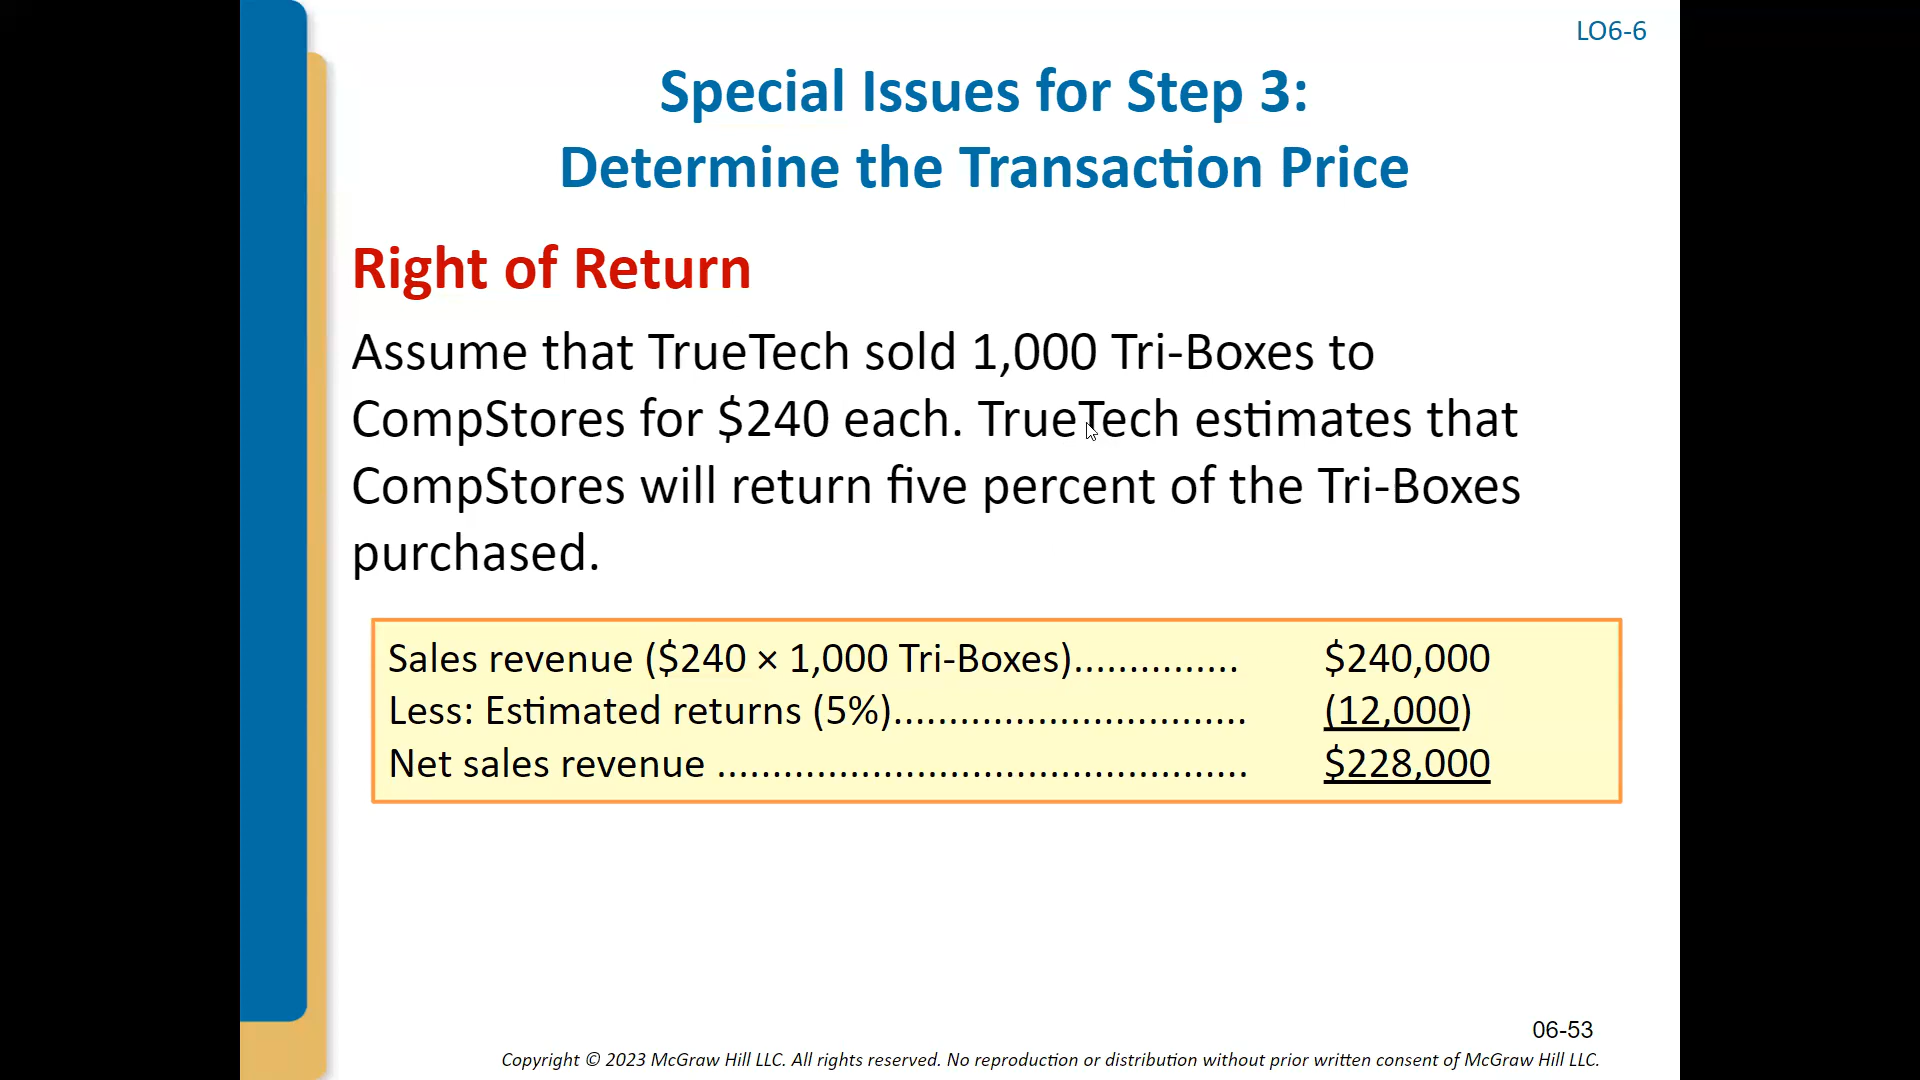 LO6-6
Special Issues for Step 3:
Determine the Transaction Price
Right of Return
Assume that TrueTech sold 1,000 Tri-Boxes to
CompStores for $240 each. TrueTech estimates that
CompStores will return five percent of the Tri-Boxes
purchased.
Sales revenue ($240 × 1,000 Tri-Boxes)............... $240,000
Less: Estimated returns (5%)................................ (12,000)
Net sales revenue ................................................ $228,000
06-53
Copyright © 2023 McGraw Hill LLC. All rights reserved. No reproduction or distribution without prior written consent of McGraw Hill LLC.